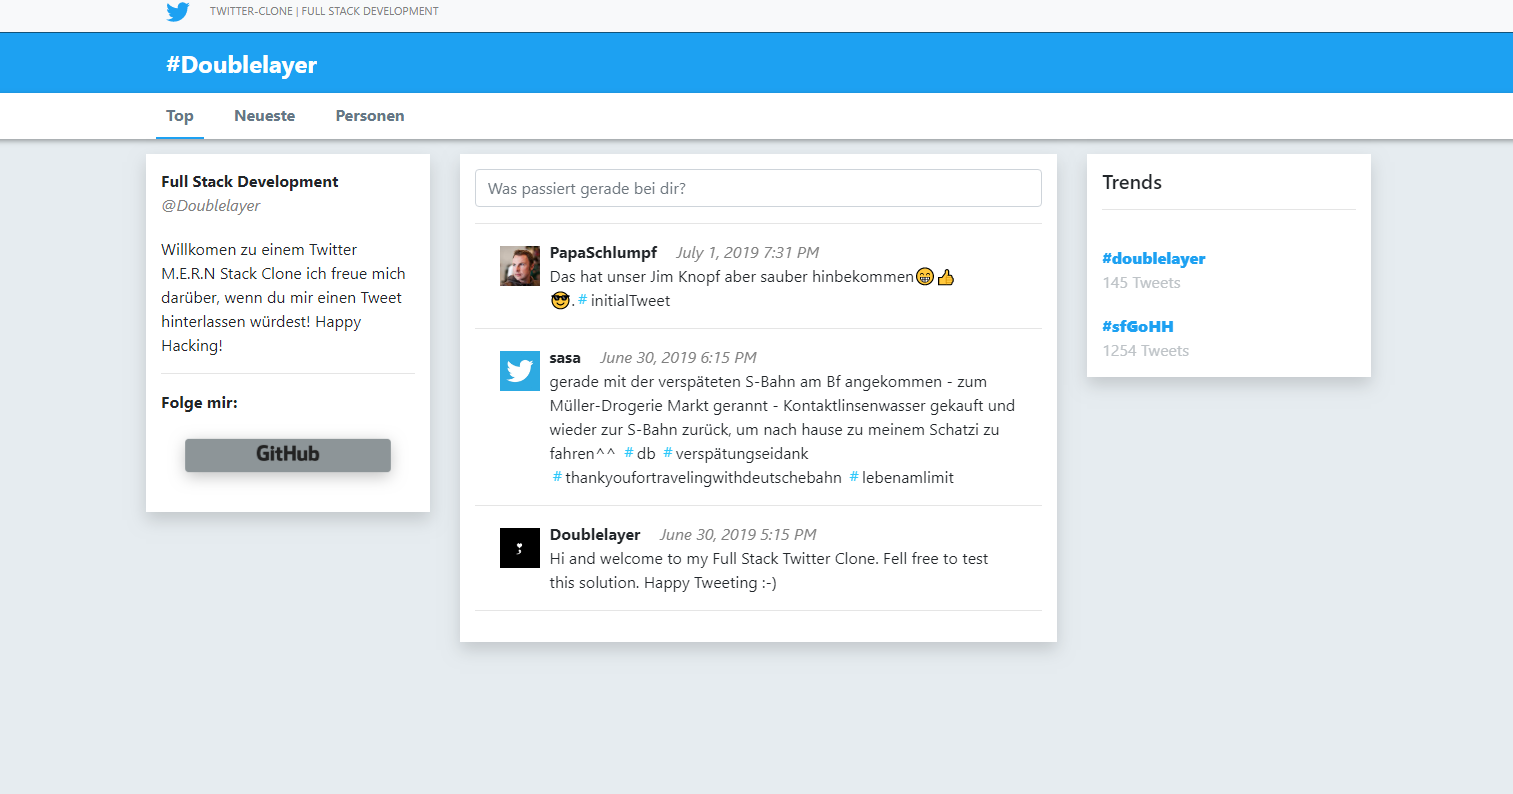 TWITTER-CLONE | FULL STACK DEVELOPMENT
#Doublelayer
Top Neueste Personen
Full Stack Development
@Doublelayer
Willkomen zu einem Twitter
M.E.R.N Stack Clone ich freue mich
darüber, wenn du mir einen Tweet
hinterlassen würdest! Happy
Hacking!
Folge mir:
GitHub
Was passiert gerade bei dir?
PapaSchlumpf July 1, 2019 7:31 PM
Das hat unser Jim Knopf aber sauber hinbekommen😁👍
😎. #initialTweet
sasa June 30, 2019 6:15 PM
gerade mit der verspäteten S-Bahn am Bf angekommen - zum
Müller-Drogerie Markt gerannt - Kontaktlinsenwasser gekauft und
wieder zur S-Bahn zurück, um nach hause zu meinem Schatzi zu
fahren^^ #db #verspätungseidank
#thankyoufortravelingwithdeutschebahn #lebenamlimit
Doublelayer June 30, 2019 5:15 PM
Hi and welcome to my Full Stack Twitter Clone. Fell free to test
this solution. Happy Tweeting :-)
Trends
#doublelayer
145 Tweets
#sfGoHH
1254 Tweets